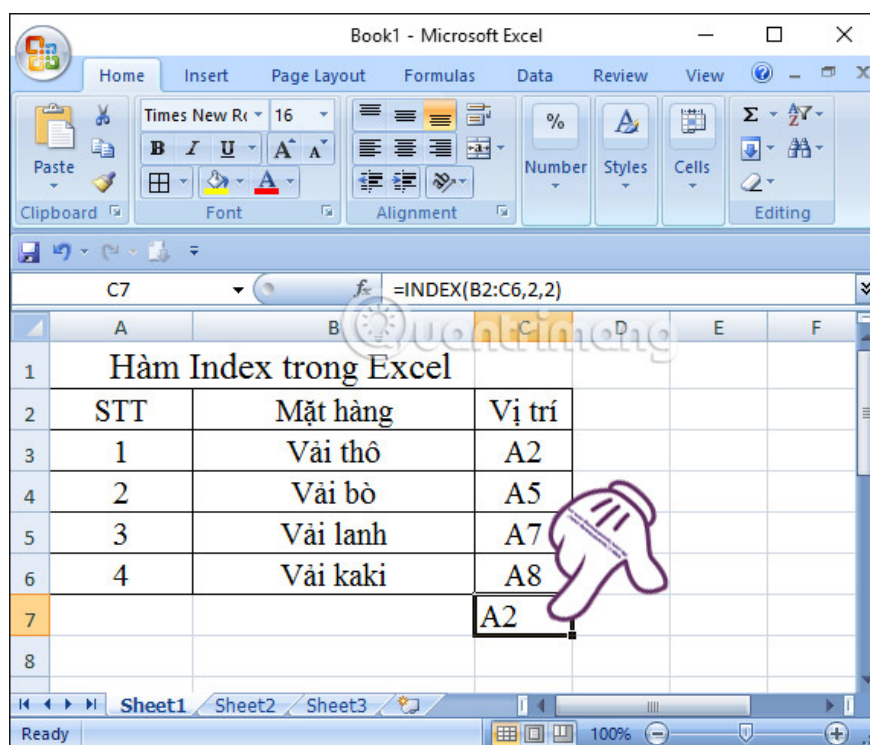 Book1 - Microsoft Excel
Home Insert Page Layout Formulas Data Review View
Times New Ro 16
Paste B I U A A % Number Styles Cells Σ
Clipboard Font Alignment Editing
C7 fx =INDEX(B2:C6,2,2)
Quantrimang
A B C D E F
1 Hàm Index trong Excel
2 STT Mặt hàng Vị trí
3 1 Vải thô A2
4 2 Vải bò A5
5 3 Vải lanh A7
6 4 Vải kaki A8
7 A2
8
Sheet1 Sheet2 Sheet3
Ready 100%